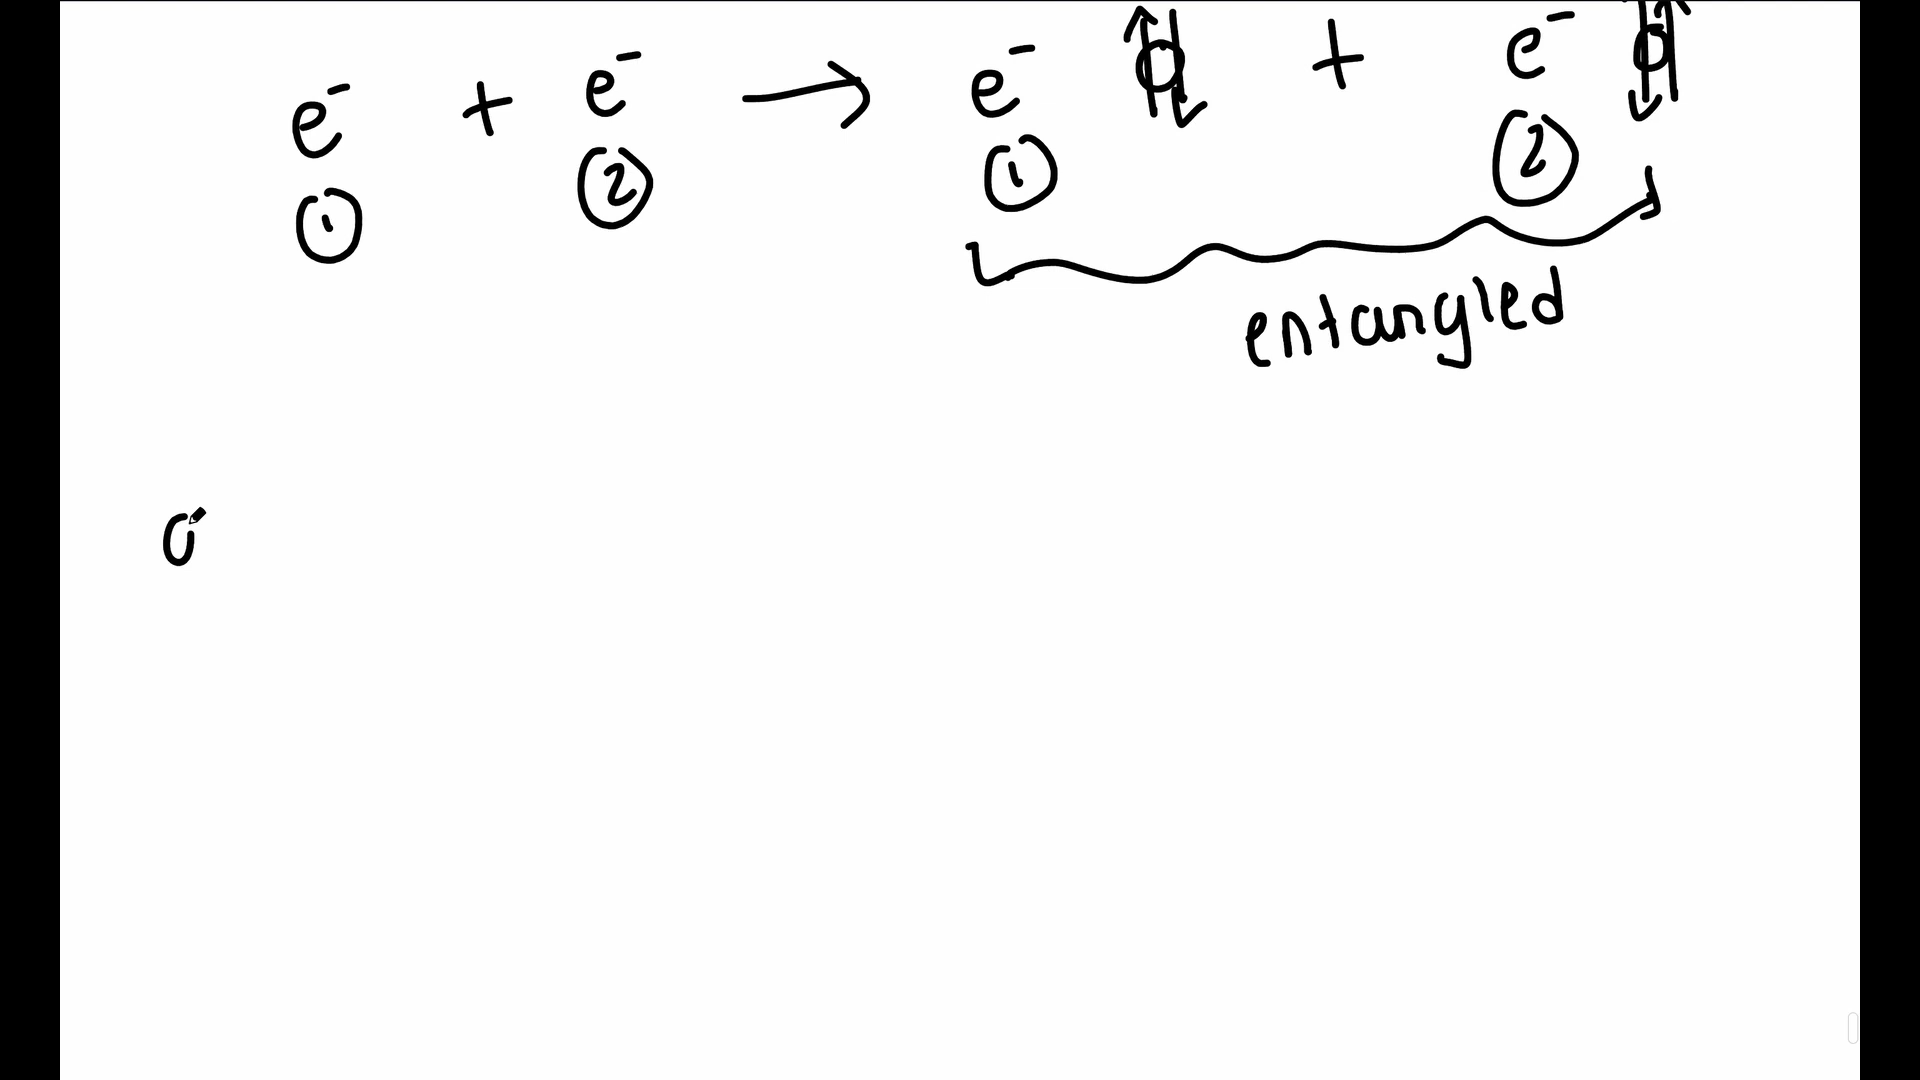 e⁻ + e⁻ → e⁻ + e⁻
① ② ① ②
entangled